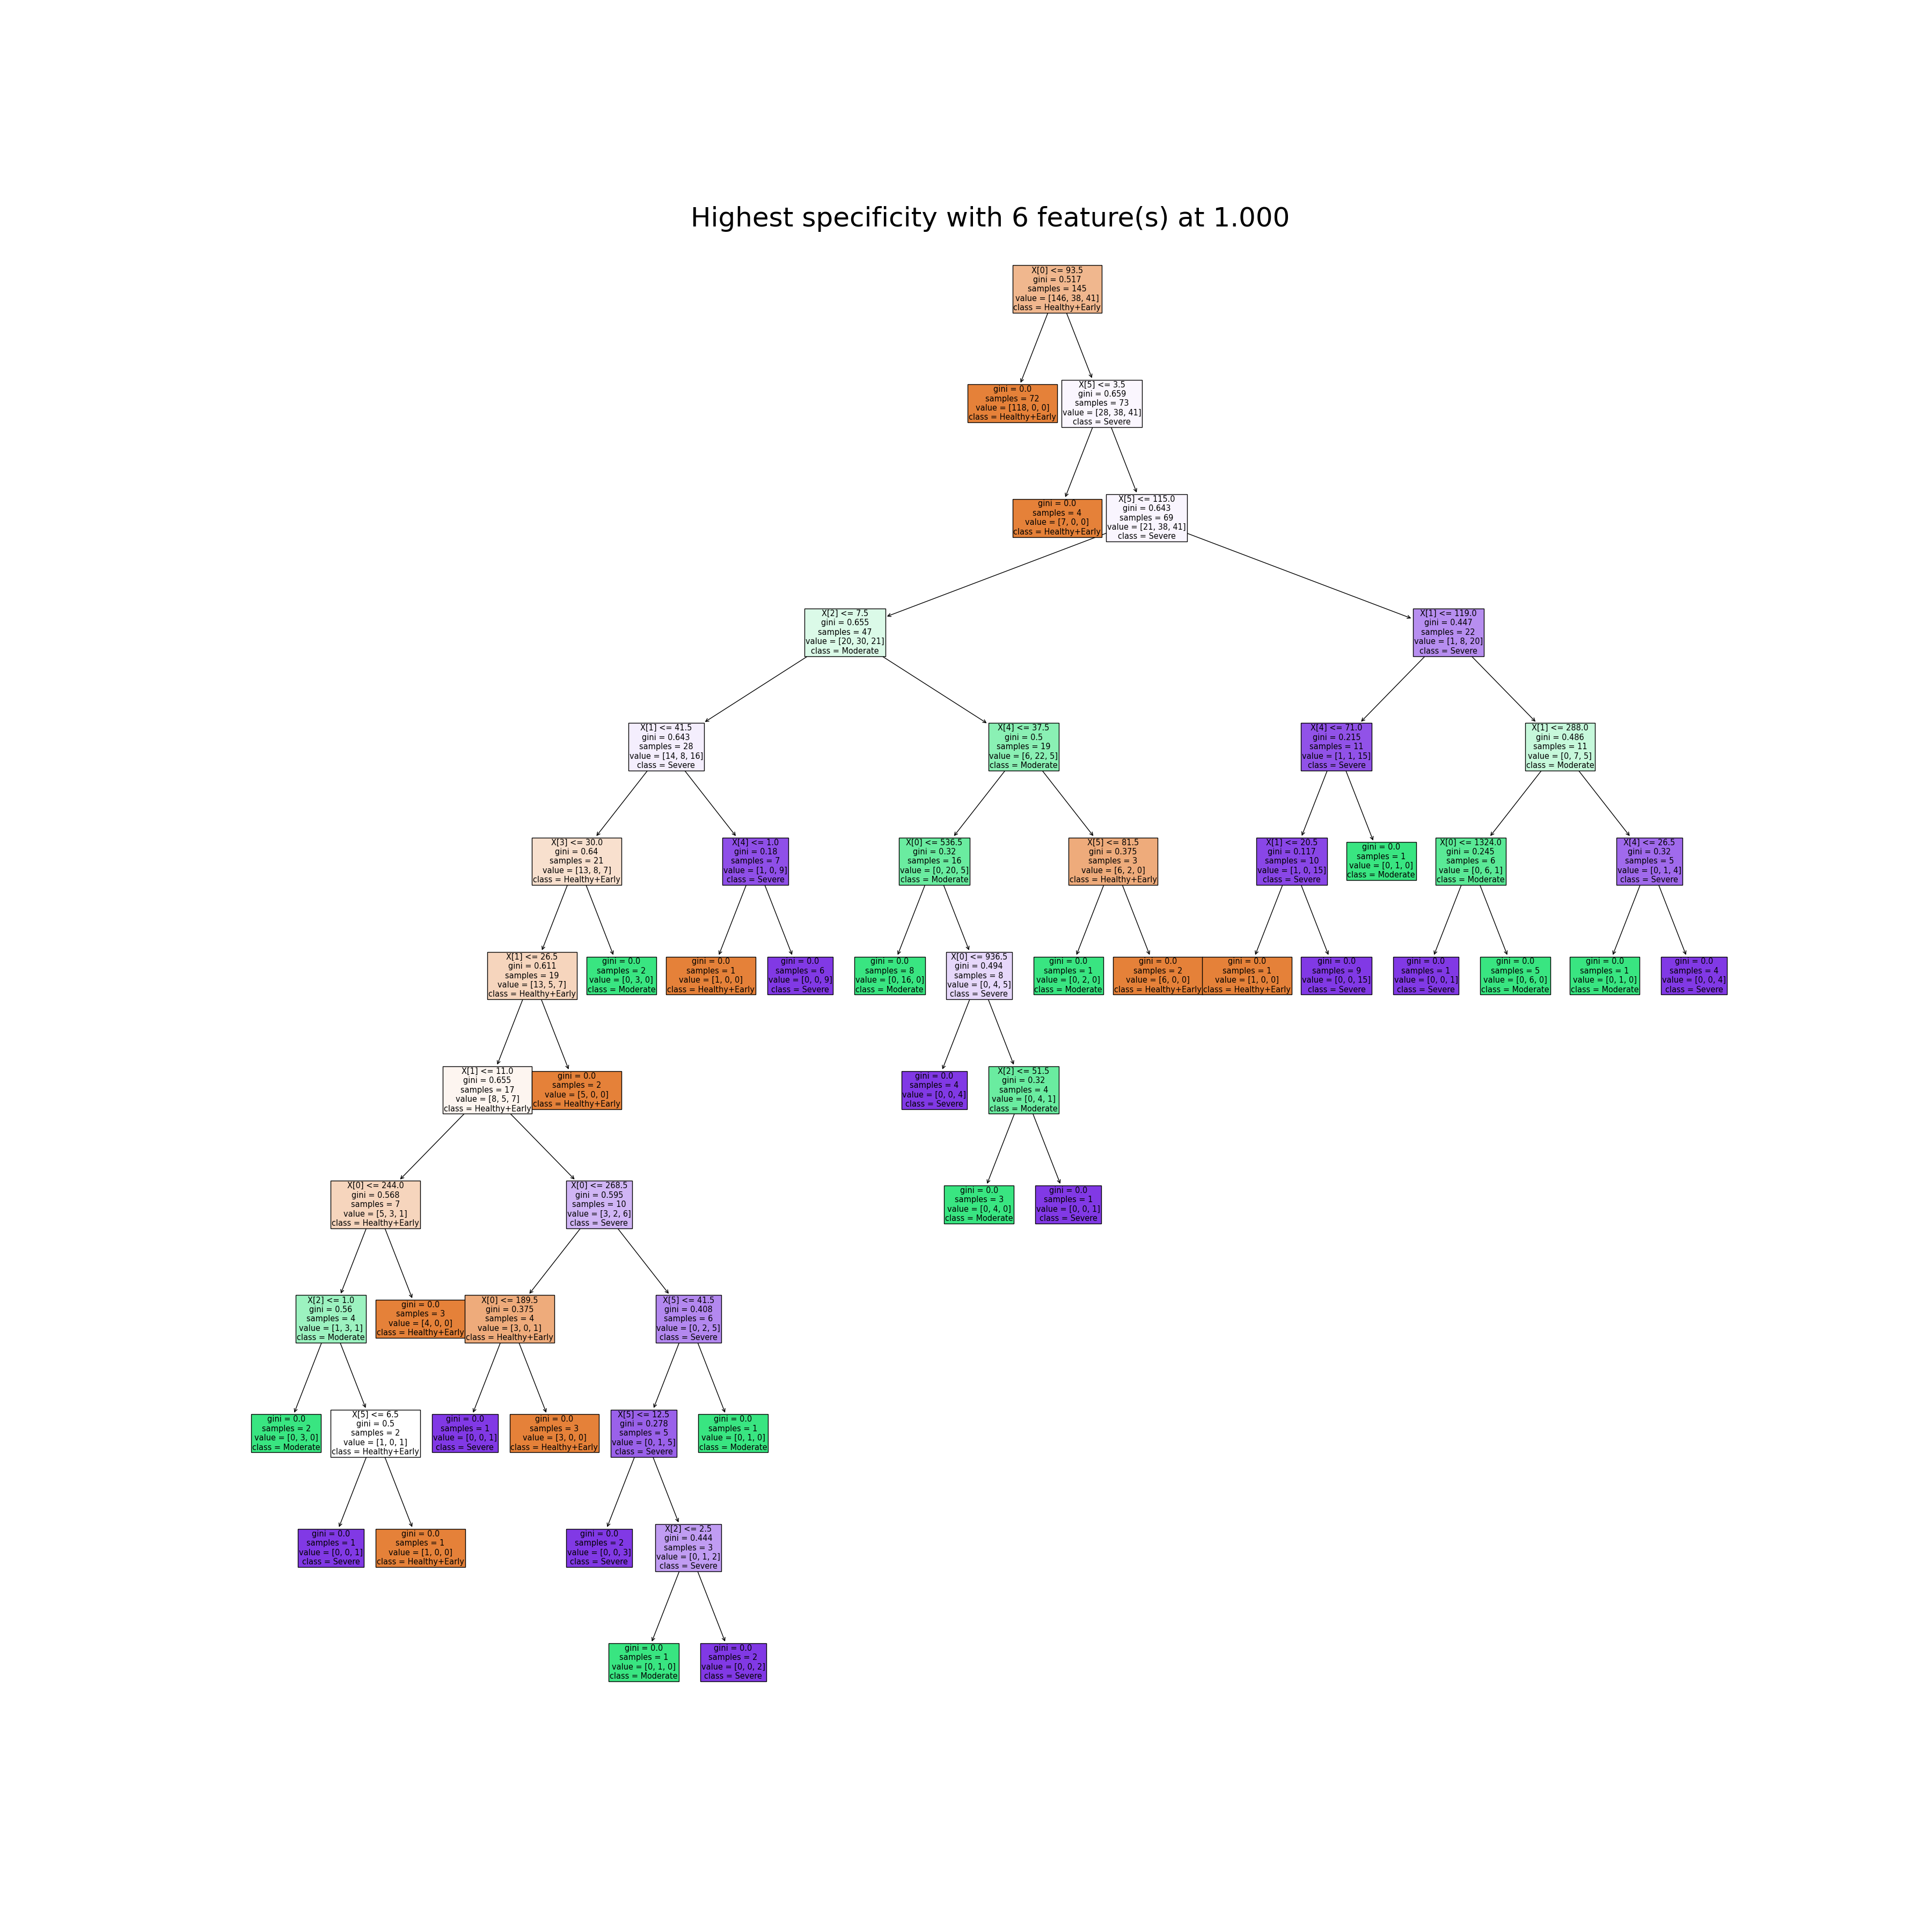 Highest specificity with 6 feature(s) at 1.000
X[0] <= 93.5
gini = 0.517
samples = 145
value = [146, 38, 41]
class = Healthy+Early
gini = 0.0
samples = 72
value = [118, 0, 0]
class = Healthy+Early
X[5] <= 3.5
gini = 0.659
samples = 73
value = [28, 38, 41]
class = Severe
gini = 0.0
samples = 4
value = [7, 0, 0]
class = Healthy+Early
X[5] <= 115.0
gini = 0.643
samples = 69
value = [21, 38, 41]
class = Severe
X[2] <= 7.5
gini = 0.655
samples = 47
value = [20, 30, 21]
class = Moderate
X[1] <= 119.0
gini = 0.447
samples = 22
value = [1, 8, 20]
class = Severe
X[1] <= 41.5
gini = 0.643
samples = 28
value = [14, 8, 16]
class = Severe
X[4] <= 37.5
gini = 0.5
samples = 19
value = [6, 22, 5]
class = Moderate
X[4] <= 71.0
gini = 0.215
samples = 11
value = [1, 1, 15]
class = Severe
X[1] <= 288.0
gini = 0.486
samples = 11
value = [0, 7, 5]
class = Moderate
X[3] <= 30.0
gini = 0.64
samples = 21
value = [13, 8, 7]
class = Healthy+Early
X[4] <= 1.0
gini = 0.18
samples = 7
value = [1, 0, 9]
class = Severe
X[0] <= 536.5
gini = 0.32
samples = 16
value = [0, 20, 5]
class = Moderate
X[5] <= 81.5
gini = 0.375
samples = 3
value = [6, 2, 0]
class = Healthy+Early
X[1] <= 20.5
gini = 0.117
samples = 10
value = [1, 0, 15]
class = Severe
gini = 0.0
samples = 1
value = [0, 1, 0]
class = Moderate
X[0] <= 1324.0
gini = 0.245
samples = 6
value = [0, 6, 1]
class = Moderate
X[4] <= 26.5
gini = 0.32
samples = 5
value = [0, 1, 4]
class = Severe
X[1] <= 26.5
gini = 0.611
samples = 19
value = [13, 5, 7]
class = Healthy+Early
gini = 0.0
samples = 2
value = [0, 3, 0]
class = Moderate
gini = 0.0
samples = 1
value = [1, 0, 0]
class = Healthy+Early
gini = 0.0
samples = 6
value = [0, 0, 9]
class = Severe
gini = 0.0
samples = 8
value = [0, 16, 0]
class = Moderate
X[0] <= 936.5
gini = 0.494
samples = 8
value = [0, 4, 5]
class = Severe
gini = 0.0
samples = 1
value = [0, 2, 0]
class = Moderate
gini = 0.0
samples = 2
value = [6, 0, 0]
class = Healthy+Early
gini = 0.0
samples = 1
value = [1, 0, 0]
class = Healthy+Early
gini = 0.0
samples = 9
value = [0, 0, 15]
class = Severe
gini = 0.0
samples = 1
value = [0, 0, 1]
class = Severe
gini = 0.0
samples = 5
value = [0, 6, 0]
class = Moderate
gini = 0.0
samples = 1
value = [0, 1, 0]
class = Moderate
gini = 0.0
samples = 4
value = [0, 0, 4]
class = Severe
X[1] <= 11.0
gini = 0.655
samples = 17
value = [8, 5, 7]
class = Healthy+Early
gini = 0.0
samples = 2
value = [5, 0, 0]
class = Healthy+Early
gini = 0.0
samples = 4
value = [0, 0, 4]
class = Severe
X[2] <= 51.5
gini = 0.32
samples = 4
value = [0, 4, 1]
class = Moderate
X[0] <= 244.0
gini = 0.568
samples = 7
value = [5, 3, 1]
class = Healthy+Early
X[0] <= 268.5
gini = 0.595
samples = 10
value = [3, 2, 6]
class = Severe
gini = 0.0
samples = 3
value = [0, 4, 0]
class = Moderate
gini = 0.0
samples = 1
value = [0, 0, 1]
class = Severe
X[2] <= 1.0
gini = 0.56
samples = 4
value = [1, 3, 1]
class = Moderate
gini = 0.0
samples = 3
value = [4, 0, 0]
class = Healthy+Early
X[0] <= 189.5
gini = 0.375
samples = 4
value = [3, 0, 1]
class = Healthy+Early
X[5] <= 41.5
gini = 0.408
samples = 6
value = [0, 2, 5]
class = Severe
gini = 0.0
samples = 2
value = [0, 3, 0]
class = Moderate
X[5] <= 6.5
gini = 0.5
samples = 2
value = [1, 0, 1]
class = Healthy+Early
gini = 0.0
samples = 1
value = [0, 0, 1]
class = Severe
gini = 0.0
samples = 3
value = [3, 0, 0]
class = Healthy+Early
X[5] <= 12.5
gini = 0.278
samples = 5
value = [0, 1, 5]
class = Severe
gini = 0.0
samples = 1
value = [0, 1, 0]
class = Moderate
gini = 0.0
samples = 1
value = [0, 0, 1]
class = Severe
gini = 0.0
samples = 1
value = [1, 0, 0]
class = Healthy+Early
gini = 0.0
samples = 2
value = [0, 0, 3]
class = Severe
X[2] <= 2.5
gini = 0.444
samples = 3
value = [0, 1, 2]
class = Severe
gini = 0.0
samples = 1
value = [0, 1, 0]
class = Moderate
gini = 0.0
samples = 2
value = [0, 0, 2]
class = Severe